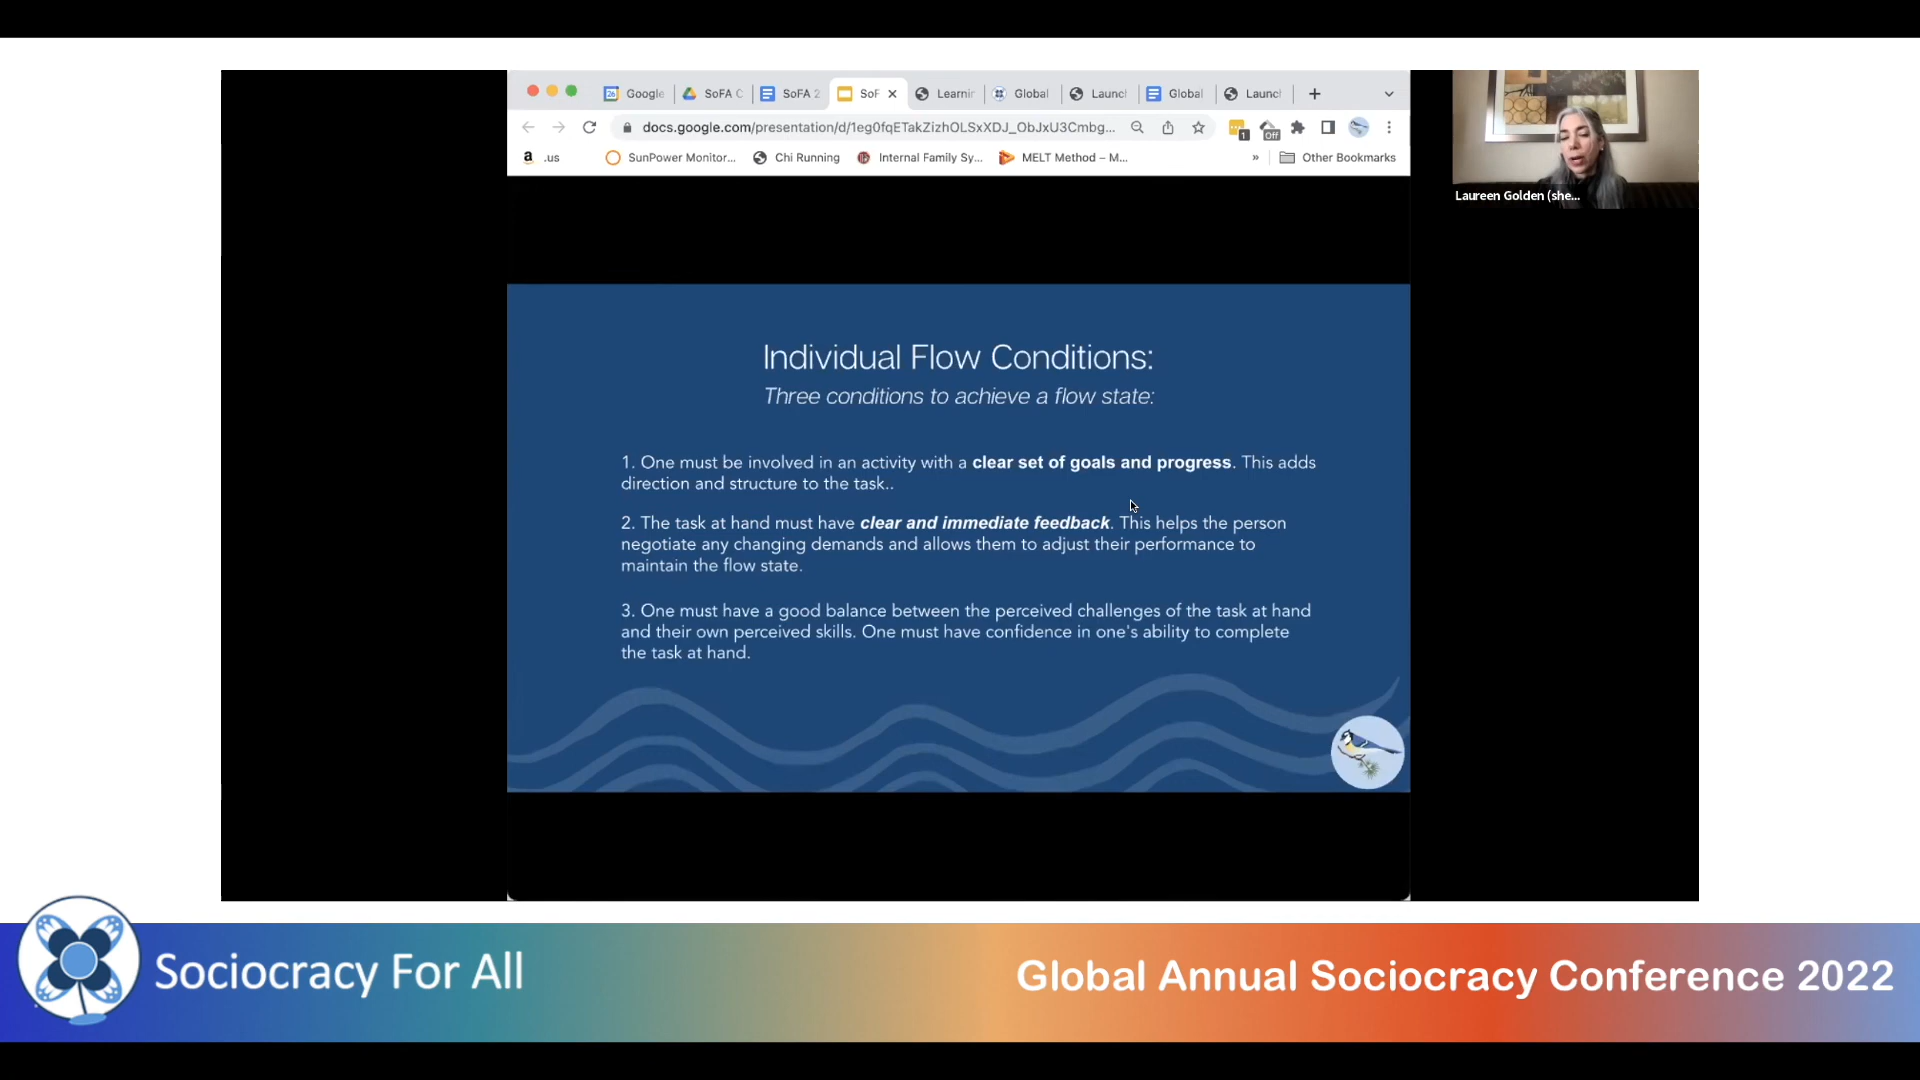 Google
SoFA C
SoFA 2
SoF
Learnin
Global
Launch
Global
Launch
docs.google.com/presentation/d/1eg0fqETakZizhOLSxXDJ_ObJxU3Cmbg...
1
Off
.us
SunPower Monitor...
Chi Running
Internal Family Sy...
MELT Method – M...
»
Other Bookmarks
Laureen Golden (she...
Individual Flow Conditions:
Three conditions to achieve a flow state:
1. One must be involved in an activity with a clear set of goals and progress. This adds
direction and structure to the task..
2. The task at hand must have clear and immediate feedback. This helps the person
negotiate any changing demands and allows them to adjust their performance to
maintain the flow state.
3. One must have a good balance between the perceived challenges of the task at hand
and their own perceived skills. One must have confidence in one's ability to complete
the task at hand.
Sociocracy For All
Global Annual Sociocracy Conference 2022